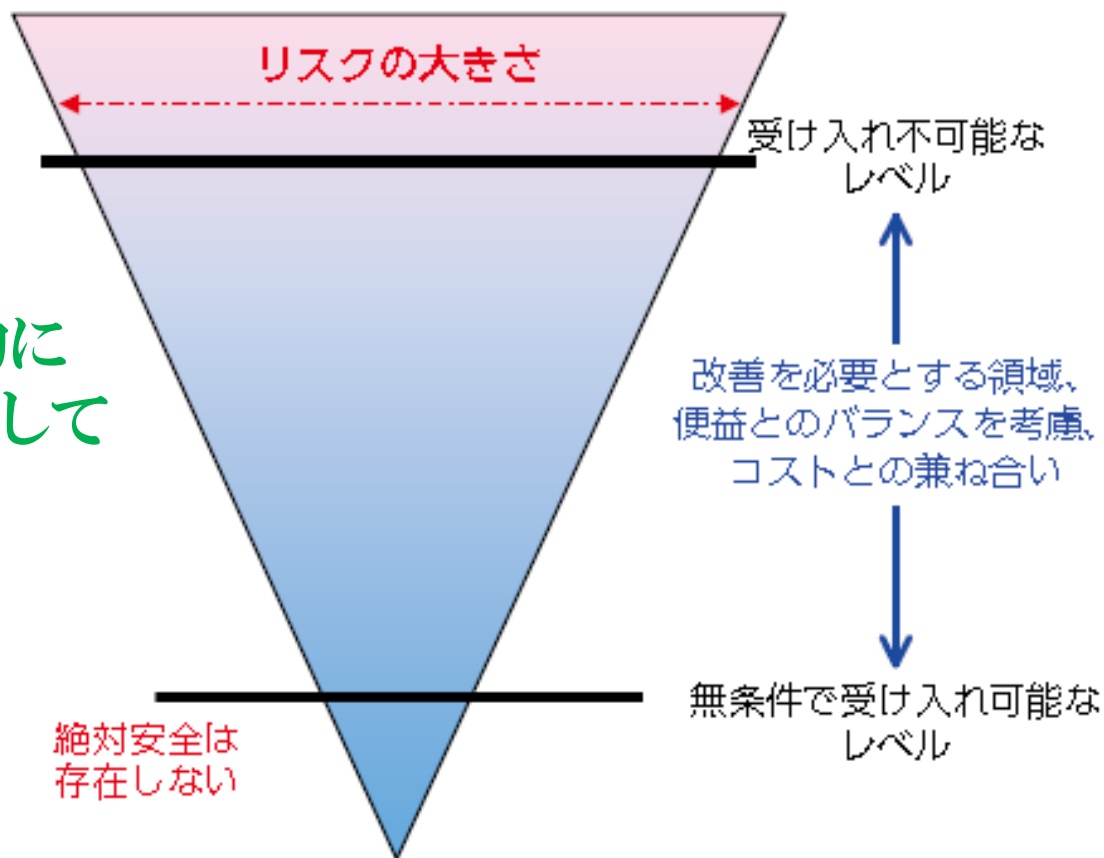 リスクの大きさ
受け入れ不可能な
レベル
に
して
改善を必要とする領域、
便益とのバランスを考慮、
コストとの兼ね合い
無条件で受け入れ可能な
レベル
絶対安全は
存在しない